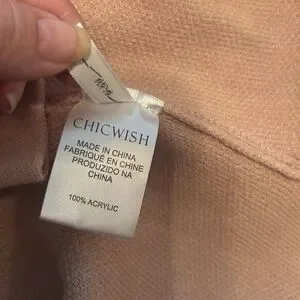 CHICWISH
MADE IN CHINA
FABRIQUÉ EN CHINE
PRODUZIDO NA
CHINA
100% ACRYLIC